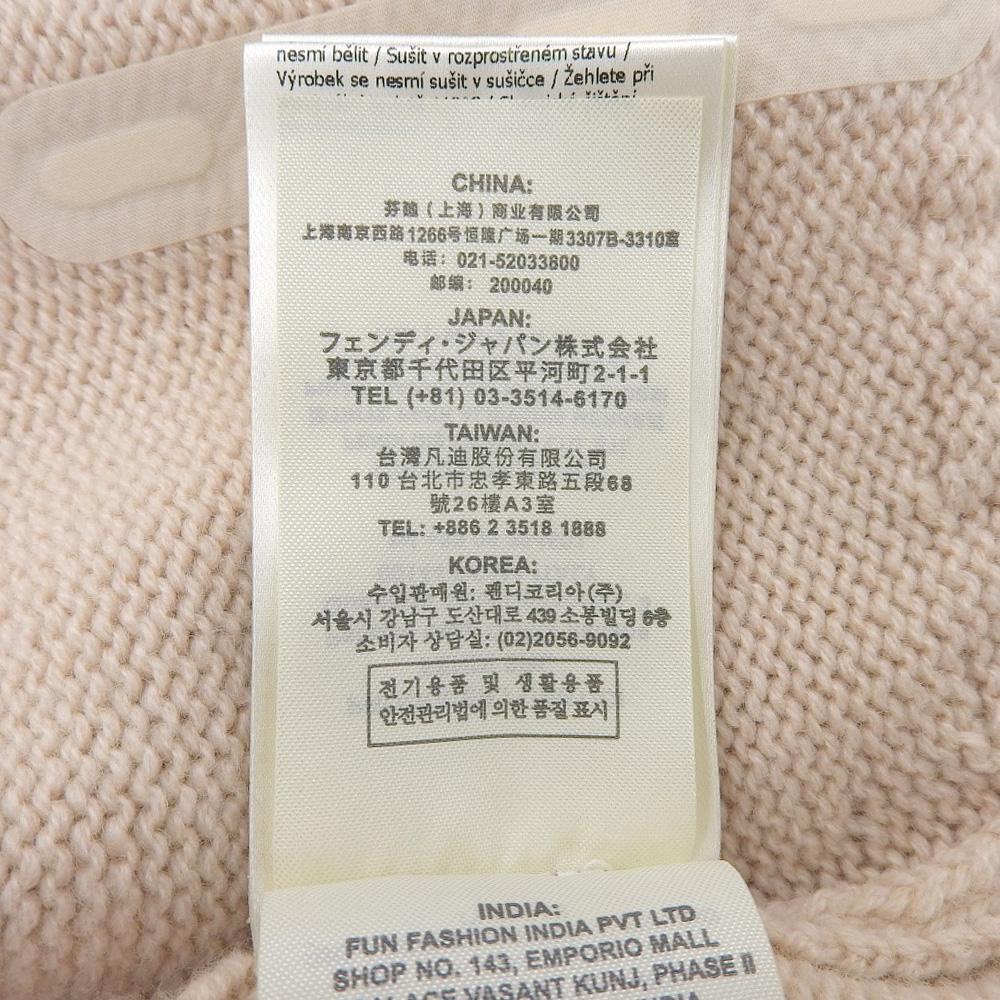 nesmí bělit / Sušit v rozprostřeném stavu /
Výrobek se nesmí sušit v sušičce / Žehlete při
CHINA:
芬迪（上海）商业有限公司
上海南京西路1266号恒隆广场一期3307B-3310室
电话: 021-52033800
邮编: 200040
JAPAN:
フェンディ・ジャパン株式会社
東京都千代田区平河町2-1-1
TEL (+81) 03-3514-6170
TAIWAN:
台灣凡迪股份有限公司
110 台北市忠孝東路五段68
號26樓A3室
TEL: +886 2 3518 1888
KOREA:
수입판매원: 펜디코리아(주)
서울시 강남구 도산대로 439 소봉빌딩 6층
소비자 상담실: (02)2056-9092
전기용품 및 생활용품
안전관리법에 의한 품질 표시
INDIA:
FUN FASHION INDIA PVT LTD
SHOP NO. 143, EMPORIO MALL
VASANT KUNJ, PHASE II